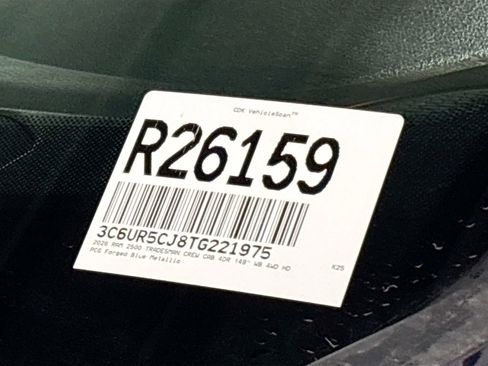 CDK VehicleScan™
R26159
3C6UR5CJ8TG221975
2026 RAM 2500 TRADESMAN CREW CAB 4DR 149" WB 4WD HD
PCG Forged Blue Metallic
K25